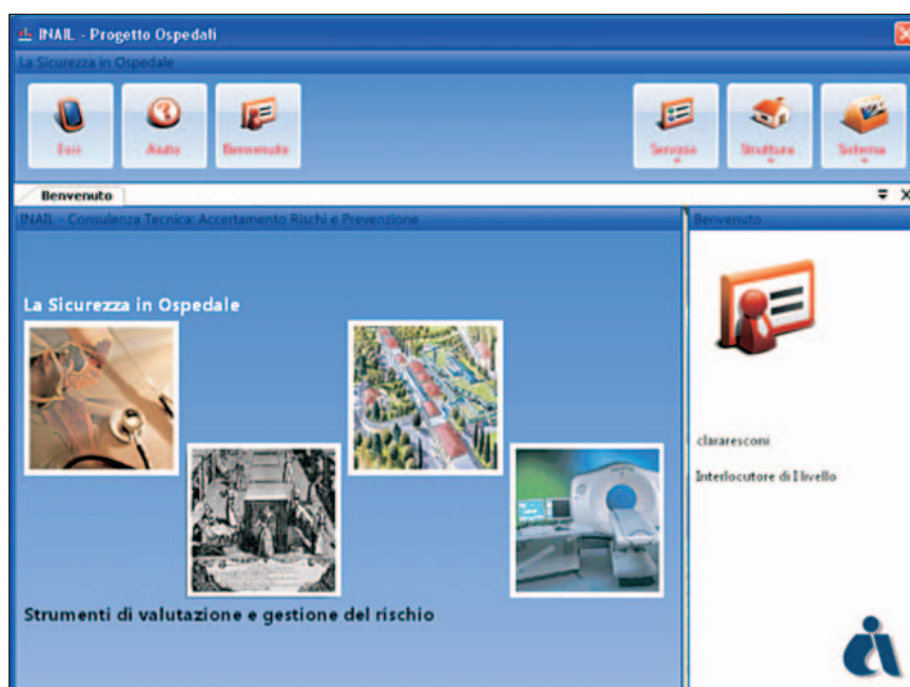 INAIL - Progetto Ospedali
La Sicurezza in Ospedale
Esci
Aiuto
Benvenuto
Servizio
Struttura
Sistema
Benvenuto
INAIL - Consulenza Tecnica: Accertamento Rischi e Prevenzione
Benvenuto
La Sicurezza in Ospedale
clararesconi
Interlocutore di I livello
Strumenti di valutazione e gestione del rischio